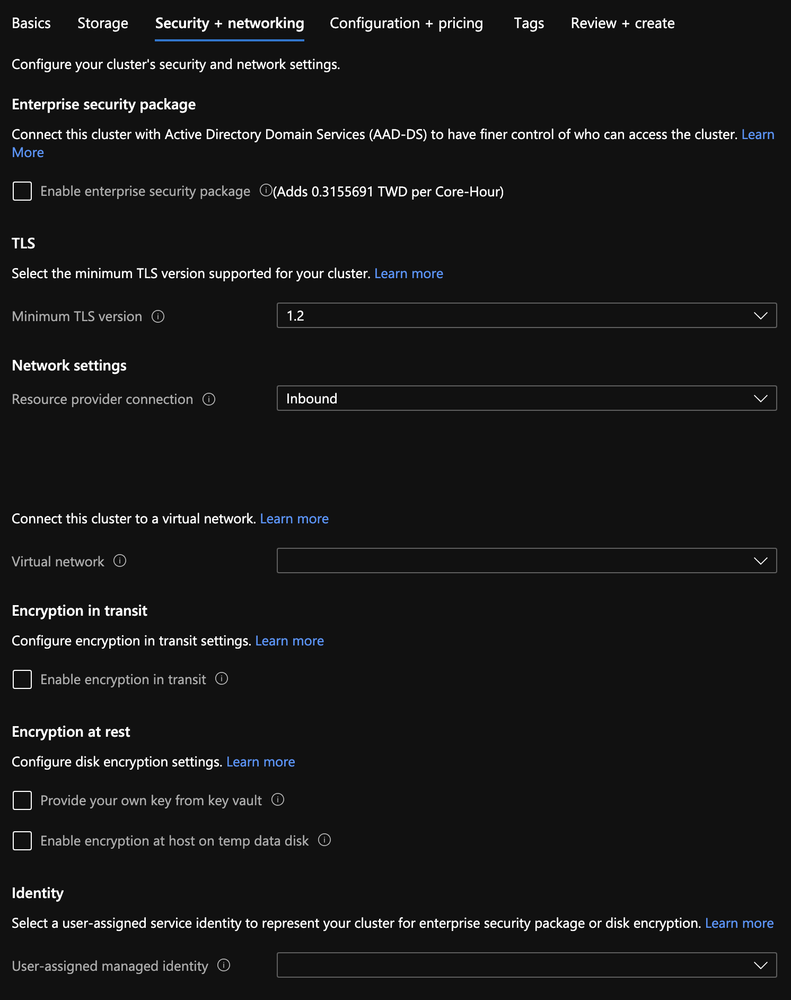 Basics Storage Security + networking Configuration + pricing Tags Review + create
Configure your cluster's security and network settings.
Enterprise security package
Connect this cluster with Active Directory Domain Services (AAD-DS) to have finer control of who can access the cluster. Learn
More
Enable enterprise security package (Adds 0.3155691 TWD per Core-Hour)
TLS
Select the minimum TLS version supported for your cluster. Learn more
Minimum TLS version 1.2
Network settings
Resource provider connection Inbound
Connect this cluster to a virtual network. Learn more
Virtual network
Encryption in transit
Configure encryption in transit settings. Learn more
Enable encryption in transit
Encryption at rest
Configure disk encryption settings. Learn more
Provide your own key from key vault
Enable encryption at host on temp data disk
Identity
Select a user-assigned service identity to represent your cluster for enterprise security package or disk encryption. Learn more
User-assigned managed identity